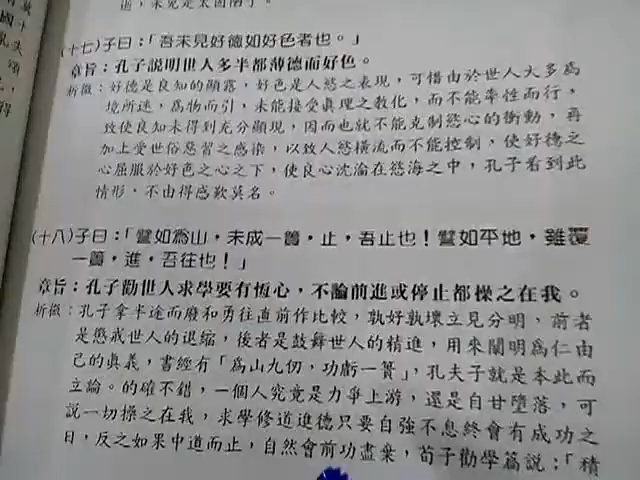 (十七)子曰：「吾未見好德如好色者也。」
章旨：孔子說明世人多半都薄德而好色。
析微：好德是良知的顯露，好色是人慾之表現，可惜由於世人大多為
境所迷，為物而引，未能接受真理之教化，而不能率性而行，
致使良知未得到充分顯現，因而也就不能克制慾心的衝動，再
加上受世俗惡習之感染，以致人慾橫流而不能控制，使好德之
心屈服於好色之心之下，使良心沈淪在慾海之中，孔子看到此
情形，不由得感歎莫名。
(十八)子曰：「譬如為山，未成一簣，止，吾止也！譬如平地，雖覆
一簣，進，吾往也！」
章旨：孔子勸世人求學要有恆心，不論前進或停止都操之在我。
析微：孔子拿半途而廢和勇往直前作比較，孰好孰壞立見分明、前者
是懲戒世人的退縮，後者是鼓舞世人的精進，用來闡明為仁由
己的真義，書經有「為山九仞，功虧一簣」，孔夫子就是本此而
立論。的確不錯，一個人究竟是力爭上游，還是自甘墮落，可
說一切操之在我，求學修道進德只要自強不息終會有成功之
日，反之如果中道而止，自然會前功盡棄，荀子勸學篇說：「積